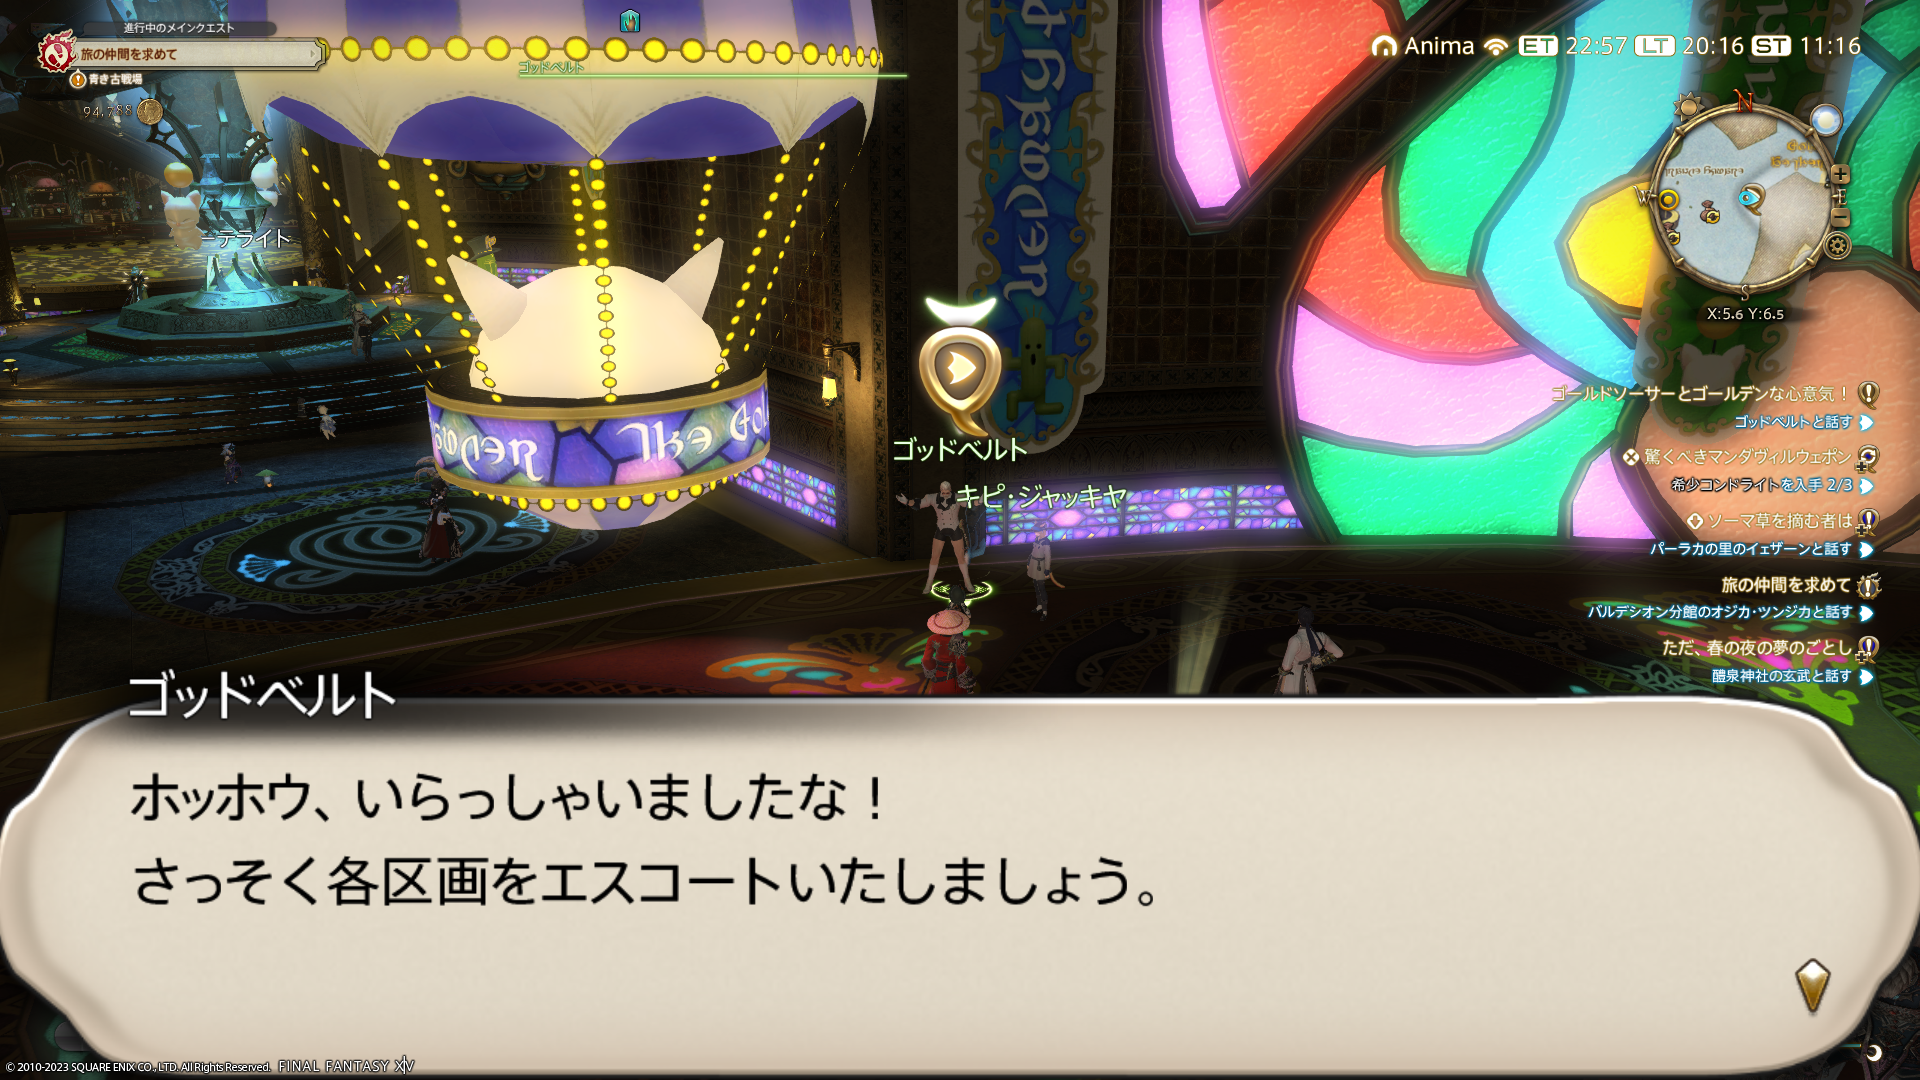 進行中のメインクエスト
旅の仲間を求めて
青き古戦場
94,788
ゴッドベルト
Anima ET 22:57 LT 20:16 ST 11:16
N
W
E
S
X:5.6 Y:6.5
ーテライト
The Gol
ゴッドベルト
キピ・ジャッキヤ
ゴールドソーサーとゴールデンな心意気！
ゴッドベルトと話す
驚くべきマンダヴィルウェポン
希少コンドライトを入手 2/3
ソーマ草を摘む者は
パーラカの里のイェザーンと話す
旅の仲間を求めて
バルデシオン分館のオジカ・ツンジカと話す
ただ、春の夜の夢のごとし
醴泉神社の玄武と話す
ゴッドベルト
ホッホウ、いらっしゃいましたな！
さっそく各区画をエスコートいたしましょう。
© 2010-2023 SQUARE ENIX CO., LTD. All Rights Reserved. FINAL FANTASY XIV